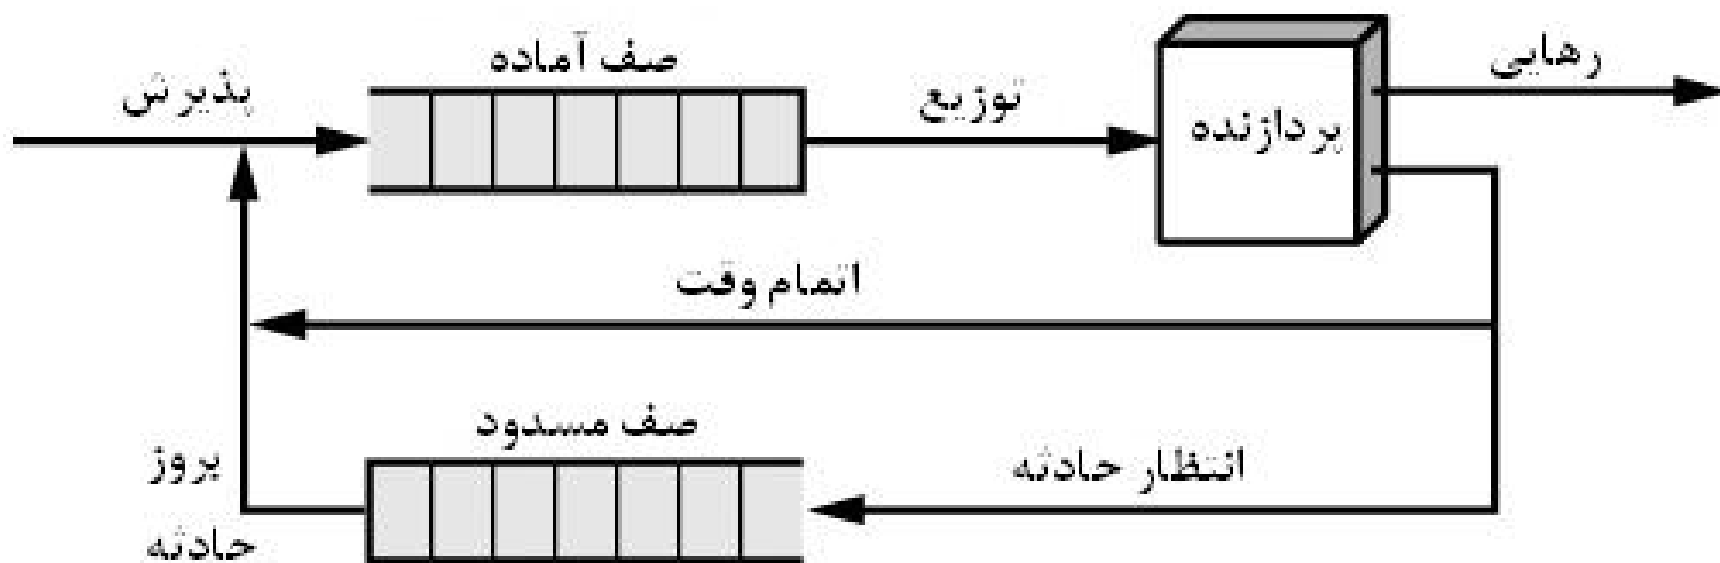 صف آماده
پذیرش
توزیع
پردازنده
رهایی
اتمام وقت
صف مسدود
انتظار حادثه
بروز
حادثه